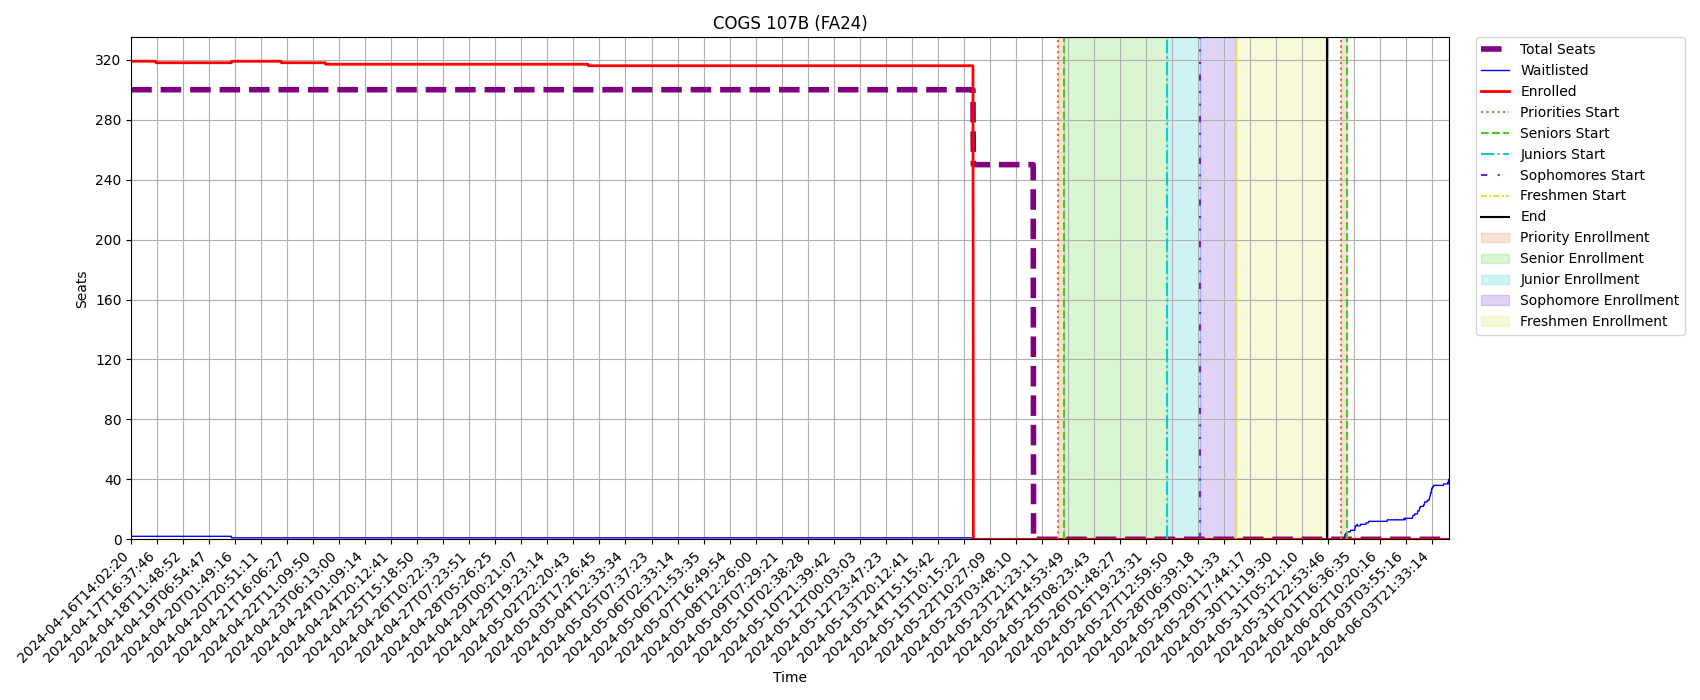 COGS 107B (FA24)
Seats
320
280
240
200
160
120
80
40
0
2024-04-16T14:02:20
2024-04-17T16:37:46
2024-04-18T11:48:52
2024-04-19T06:54:47
2024-04-20T01:49:16
2024-04-20T20:51:11
2024-04-21T16:06:27
2024-04-22T11:09:50
2024-04-23T06:13:00
2024-04-24T01:09:14
2024-04-24T20:12:41
2024-04-25T15:18:50
2024-04-26T10:22:33
2024-04-27T07:23:51
2024-04-28T05:26:25
2024-04-29T00:21:07
2024-04-29T19:23:14
2024-05-02T22:20:43
2024-05-03T17:26:45
2024-05-04T12:33:34
2024-05-05T07:37:23
2024-05-06T02:33:14
2024-05-06T21:53:35
2024-05-07T16:49:54
2024-05-08T12:26:00
2024-05-09T07:29:21
2024-05-10T02:38:28
2024-05-10T21:39:42
2024-05-12T00:03:03
2024-05-12T23:47:23
2024-05-13T20:12:41
2024-05-14T15:15:42
2024-05-15T10:15:22
2024-05-22T10:27:09
2024-05-23T03:48:10
2024-05-23T21:23:11
2024-05-24T14:53:49
2024-05-25T08:23:43
2024-05-26T01:48:27
2024-05-26T19:23:31
2024-05-27T12:59:50
2024-05-28T06:39:18
2024-05-29T00:11:33
2024-05-29T17:44:17
2024-05-30T11:19:30
2024-05-31T05:21:10
2024-05-31T22:53:46
2024-06-01T16:36:35
2024-06-02T10:20:16
2024-06-03T03:55:16
2024-06-03T21:33:14
Time
Total Seats
Waitlisted
Enrolled
Priorities Start
Seniors Start
Juniors Start
Sophomores Start
Freshmen Start
End
Priority Enrollment
Senior Enrollment
Junior Enrollment
Sophomore Enrollment
Freshmen Enrollment